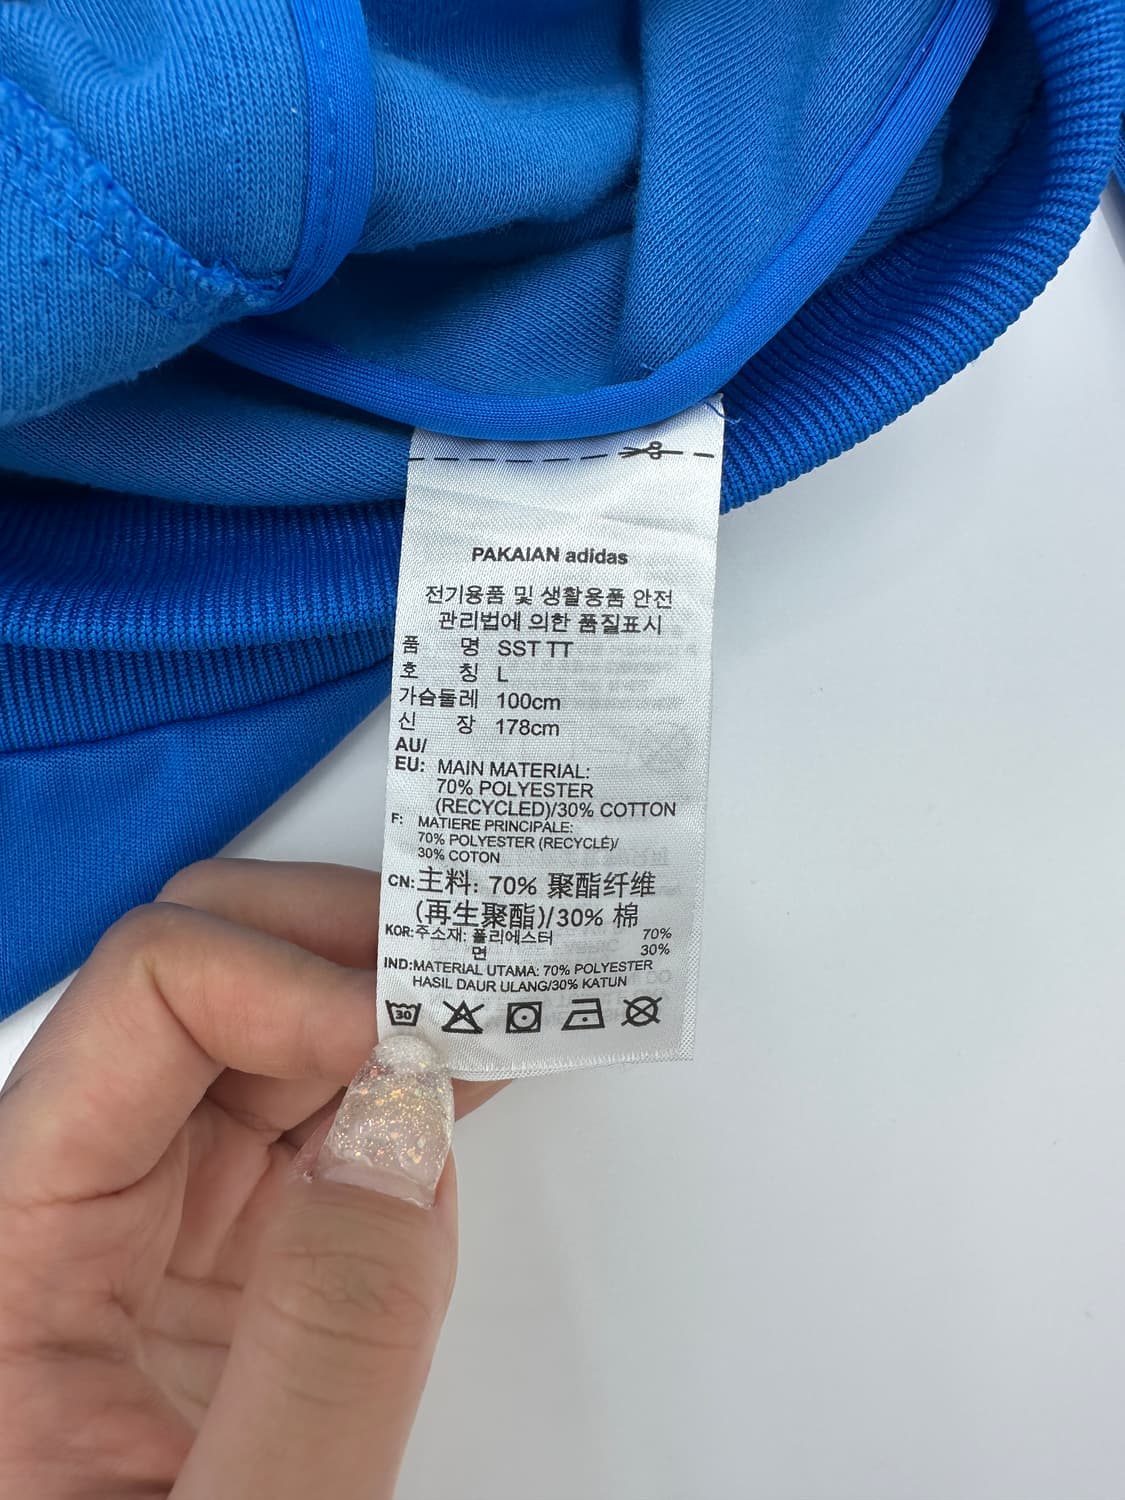 PAKAIAN adidas
전기용품 및 생활용품 안전
관리법에 의한 품질표시
품 명 SST TT
호 칭 L
가슴둘레 100cm
신 장 178cm
AU/
EU: MAIN MATERIAL:
70% POLYESTER
(RECYCLED)/30% COTTON
F: MATIERE PRINCIPALE:
70% POLYESTER (RECYCLÉ)/
30% COTON
CN:主料: 70% 聚酯纤维
(再生聚酯)/30% 棉
KOR:주소재: 폴리에스터 70%
면 30%
IND:MATERIAL UTAMA: 70% POLYESTER
HASIL DAUR ULANG/30% KATUN
30